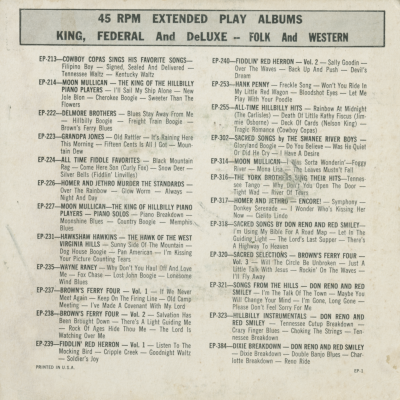 45 RPM EXTENDED PLAY ALBUMS
KING, FEDERAL And DeLUXE -- FOLK And WESTERN
EP-213—COWBOY COPAS SINGS HIS FAVORITE SONGS—
Filipino Boy — Signed, Sealed And Delivered —
Tennessee Waltz — Kentucky Waltz
EP-214—MOON MULLICAN — THE KING OF THE HILLBILLY
PIANO PLAYERS — I'll Sail My Ship Alone — New
Jole Blon — Cherokee Boogie — Sweeter Than The
Flowers
EP-222—DELMORE BROTHERS — Blues Stay Away From Me
— Hillbilly Boogie — Freight Train Boogie —
Brown's Ferry Blues
EP-223—GRANDPA JONES — Old Rattler — It's Raining Here
This Morning — Fifteen Cents Is All I Got — Moun-
tain Dew
EP-224—ALL TIME FIDDLE FAVORITES — Black Mountain
Rag — Come Here Son (Curly Fox) — Snow Deer —
Silver Bells (Fiddlin' Linvillei)
EP-226—HOMER AND JETHRO MURDER THE STANDARDS —
Over The Rainbow — Glow Worm — Always —
Night And Day
EP-227—MOON MULLICAN—THE KING OF HILLBILLY PIANO
PLAYERS — PIANO SOLOS — Piano Breakdown —
Moonshine Blues — Country Boogie — Memphis
Blues
EP-231—HAWKSHAW HAWKINS — THE HAWK OF THE WEST
VIRGINIA HILLS — Sunny Side Of The Mountain —
Dog House Boogie — Pan American — I'm Kissing
Your Picture Counting Tears
EP-235—WAYNE RANEY — Why Don't You Haul Off And Love
Me — Fox Chase — Lost John Boogie — Lonesome
Wind Blues
EP-237—BROWN'S FERRY FOUR — Vol. 1 — If We Never
Meet Again — Keep On The Firing Line — Old Camp
Meeting — I've Made A Covenant With My Lord
EP-238—BROWN'S FERRY FOUR — Vol. 2 — Salvation Has
Been Brought Down — There's A Light Guiding Me
— Rock Of Ages Hide Thou Me — The Lord Is
Watching Over Me
EP-239—FIDDLIN' RED HERRON — Vol. 1 — Listen To The
Mocking Bird — Cripple Creek — Goodnight Waltz
— Soldier's Joy
EP-240—FIDDLIN' RED HERRON — Vol. 2 — Sally Goodin —
Over The Waves — Back Up And Push — Devil's
Dream
EP-253—HANK PENNY — Freckle Song — Won't You Ride In
My Little Red Wagon — Bloodshot Eyes — Let Me
Play With Your Poodle
EP-255—ALL-TIME HILLBILLY HITS — Rainbow At Midnight
(The Carlisles) — Death Of Little Kathy Fiscus (Jim-
mie Osborne) — Deck Of Cards (Nelson King) —
Tragic Romance (Cowboy Copas)
EP-302—SACRED SONGS by THE SWANEE RIVER BOYS —
Gloryland Boogie — Do You Believe — Was He Quiet
Or Did He Cry — I Have A Desire
EP-314—MOON MULLICAN — I Was Sorta Wonderin'—Foggy
River — Mona Lisa — The Leaves Mustn't Fall
EP-316—THE YORK BROTHERS SING THEIR HITS — Tennes-
see Tango — Why Don't You Open The Door —
Tight Wad — River Of Tears
EP-317—HOMER AND JETHRO — ENCORE! — Symphony —
Donkey Serenade — I Wonder Who's Kissing Her
Now — Cielito Lindo
EP-318—SACRED SONGS BY DON RENO AND RED SMILEY —
I'm Using My Bible For A Road Map — Let In The
Guiding Light — The Lord's Last Supper — There's
A Highway To Heaven
EP-320—SACRED SELECTIONS — BROWN'S FERRY FOUR —
Vol. 3 — Will The Circle Be Unbroken — Just A
Little Talk With Jesus — Rockin' On The Waves —
I'll Fly Away
EP-321—SONGS FROM THE HILLS — DON RENO AND RED
SMILEY — I'm The Talk Of The Town — Maybe You
Will Change Your Mind — I'm Gone, Long Gone —
Please Don't Feel Sorry For Me
EP-323—HILLBILLY INSTRUMENTALS — DON RENO AND
RED SMILEY — Tennessee Cutup Breakdown —
Crazy Finger Blues — Choking The Strings — Ten-
nessee Breakdown
EP-384—DIXIE BREAKDOWN — DON RENO AND RED SMILEY
— Dixie Breakdown — Double Banjo Blues — Char-
lotte Breakdown — Reno Ride
PRINTED IN U.S.A.